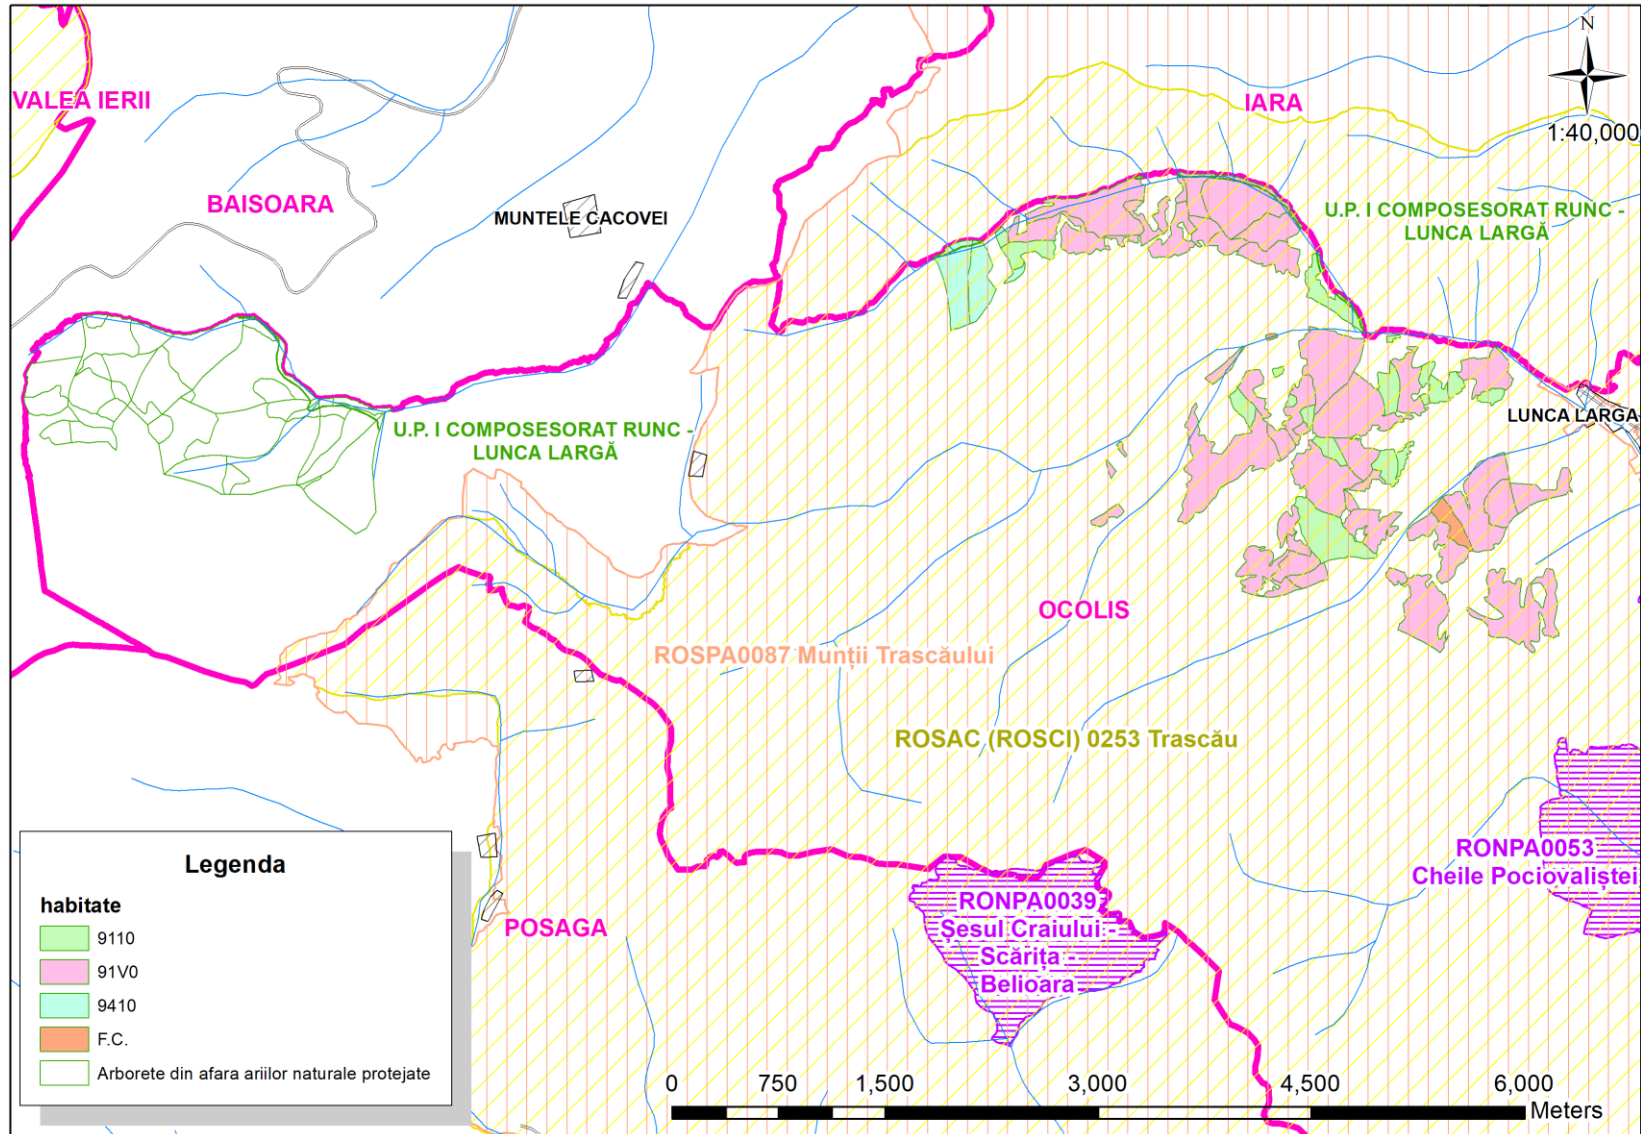 N
VALEA IERII
IARA
1:40,000
BAISOARA
MUNTELE CACOVEI
U.P. I COMPOSESORAT RUNC -
LUNCA LARGĂ
LUNCA LARGA
U.P. I COMPOSESORAT RUNC -
LUNCA LARGĂ
OCOLIS
ROSPA0087 Munții Trascăului
ROSAC (ROSCI) 0253 Trascău
RONPA0053
Cheile Pociovaliștei
RONPA0039
Șesul Craiului -
Scărița -
Belioara
POSAGA
Legenda
habitate
9110
91V0
9410
F.C.
Arborete din afara ariilor naturale protejate
0 750 1,500 3,000 4,500 6,000
Meters